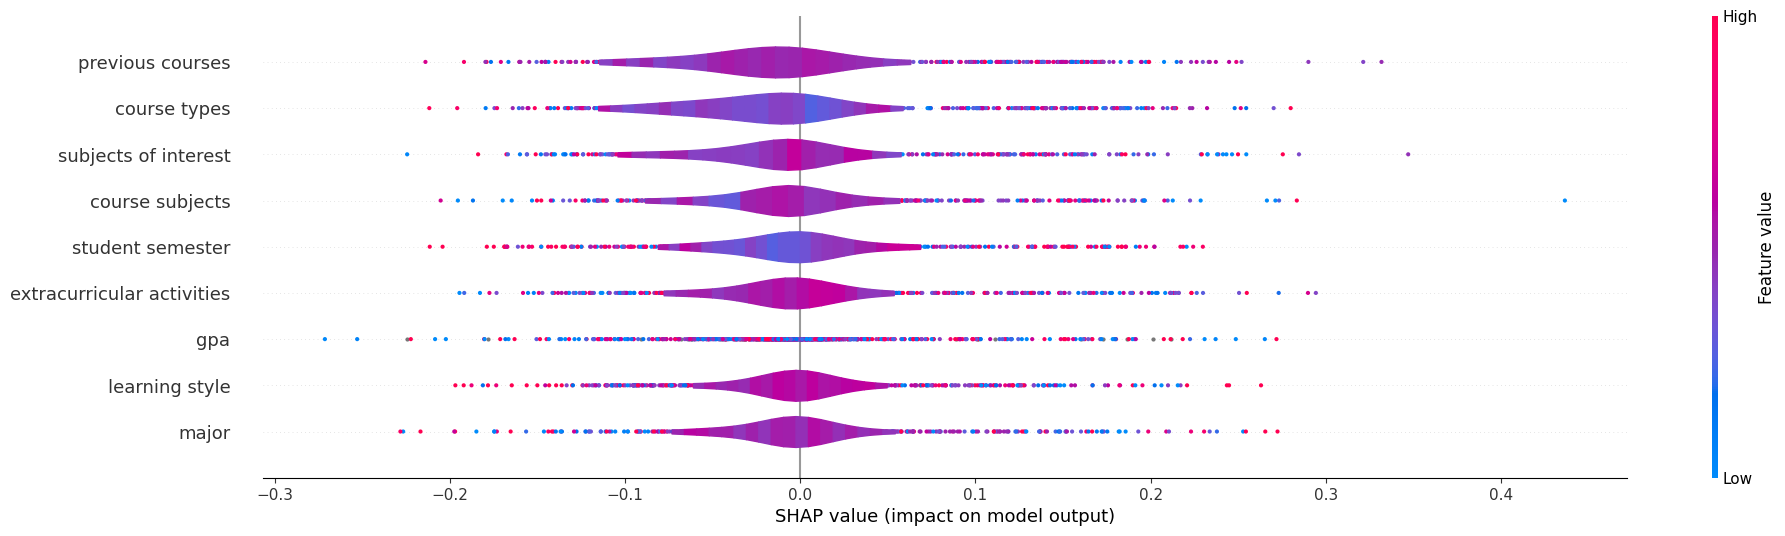 previous courses
course types
subjects of interest
course subjects
student semester
extracurricular activities
gpa
learning style
major
−0.3 −0.2 −0.1 0.0 0.1 0.2 0.3 0.4
SHAP value (impact on model output)
High
Feature value
Low